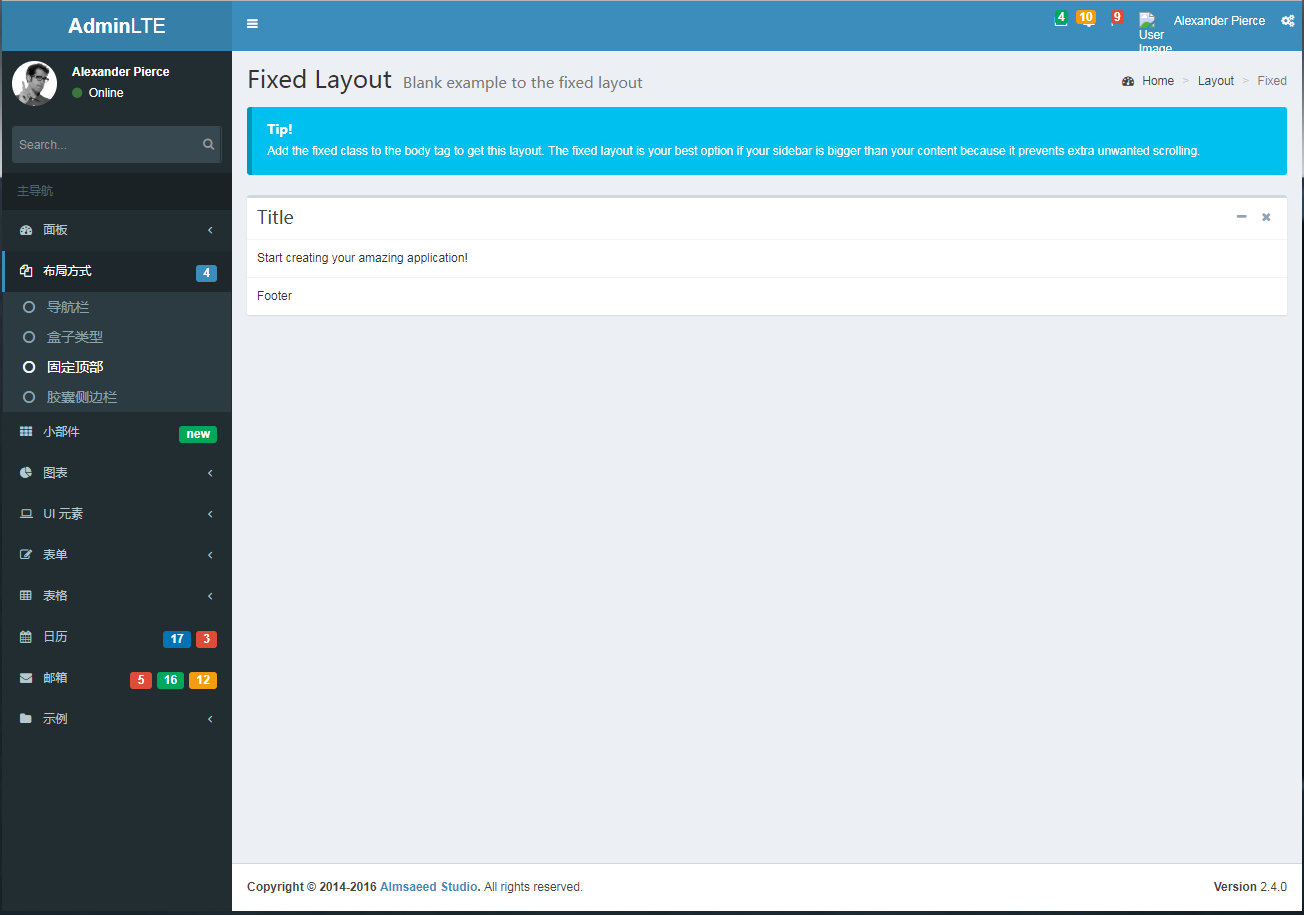 AdminLTE
4 10 9 User Image Alexander Pierce
Alexander Pierce
Online
Search...
主导航
面板
布局方式 4
导航栏
盒子类型
固定顶部
胶囊侧边栏
小部件 new
图表
UI 元素
表单
表格
日历 17 3
邮箱 5 16 12
示例
Fixed Layout Blank example to the fixed layout
Home > Layout > Fixed
Tip!
Add the fixed class to the body tag to get this layout. The fixed layout is your best option if your sidebar is bigger than your content because it prevents extra unwanted scrolling.
Title
Start creating your amazing application!
Footer
Copyright © 2014-2016 Almsaeed Studio. All rights reserved.
Version 2.4.0